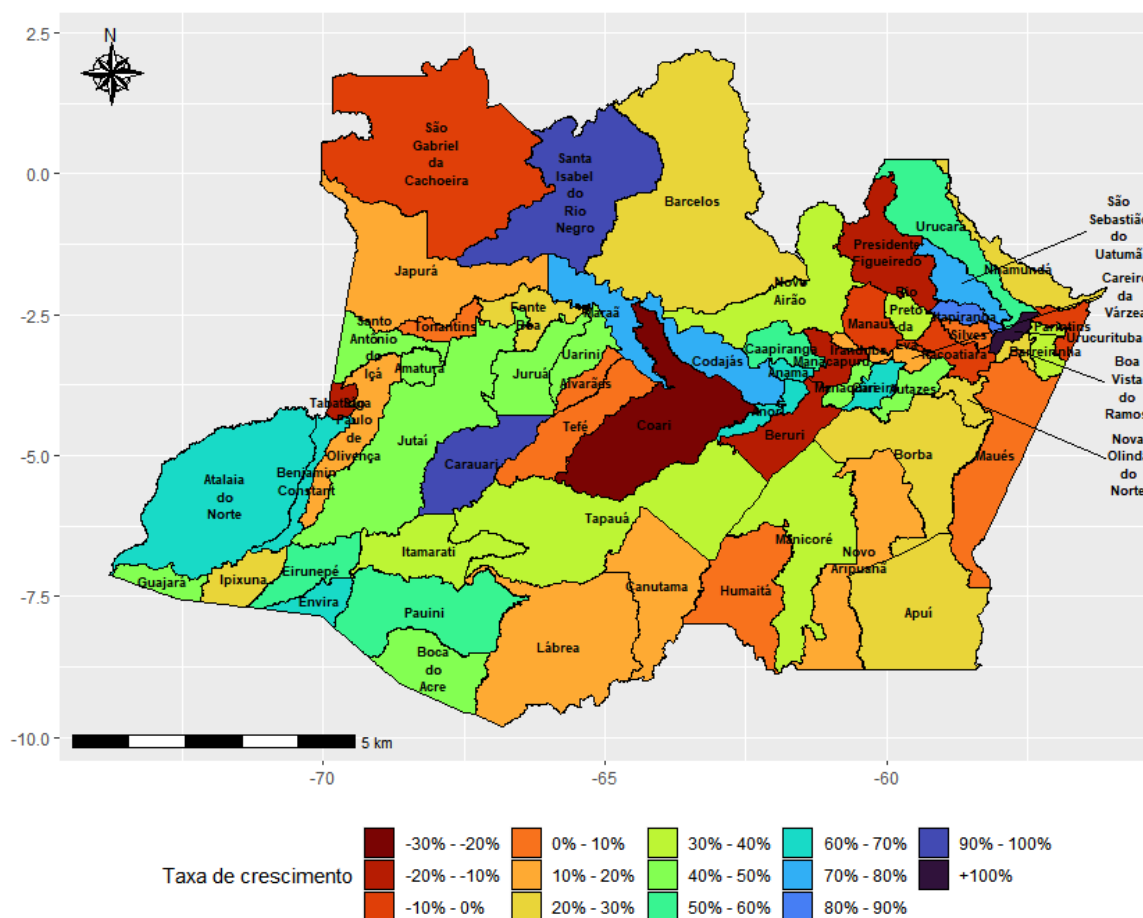 N
2.5
0.0
-2.5
-5.0
-7.5
-10.0
São
Gabriel
da
Cachoeira
Santa
Isabel
do
Rio
Negro
Barcelos
Japurá
Novo
Airão
Presidente
Figueiredo
Urucará
Nhamundá
São
Sebastião
do
Uatumã
Careiro
da
Várzea
Fonte
Boa
Maraã
Tonantins
Santo
Antônio do
Içá
Amaturá
Uarini
Juruá
Alvarães
Tefé
Coari
Codajás
Caapiranga
Anamã
Anori
Beruri
Manaus
Rio
Preto
da
Eva
Itapiranga
Silves
Itacoatiara
Parintins
Urucurituba
Barreirinha
Boa
Vista
do
Ramos
Iranduba
Manacapuru
Manaquiri
Careiro
Autazes
Nova
Olinda
do
Norte
Tabatinga
São
Paulo
de
Olivença
Jutaí
Carauari
Atalaia
do
Norte
Benjamin
Constant
Borba
Maués
Tapauá
Itamarati
Manicoré
Novo
Aripuanã
Guajará
Ipixuna
Eirunepé
Envira
Pauini
Boca
do
Acre
Lábrea
Canutama
Humaitá
Apuí
5 km
-70
-65
-60
Taxa de crescimento
-30% - -20%
-20% - -10%
-10% - 0%
0% - 10%
10% - 20%
20% - 30%
30% - 40%
40% - 50%
50% - 60%
60% - 70%
70% - 80%
80% - 90%
90% - 100%
+100%